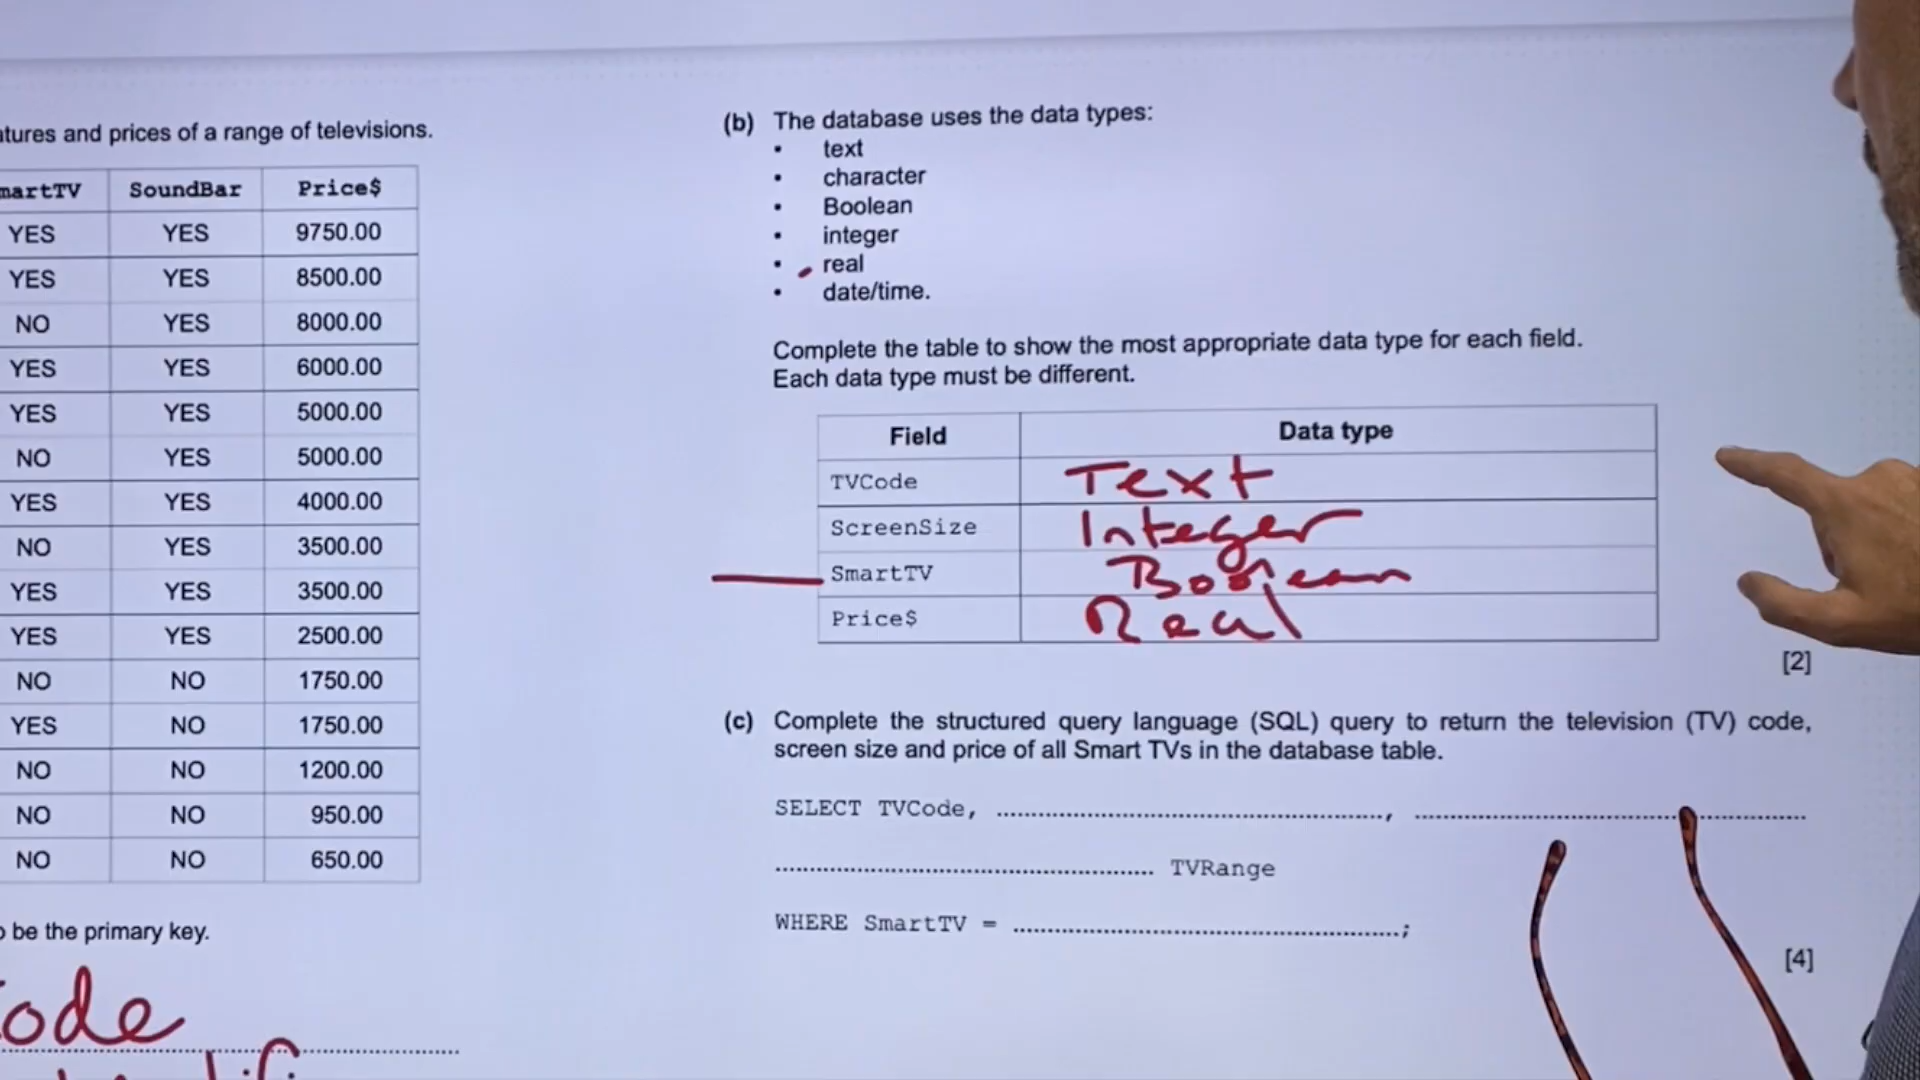 atures and prices of a range of televisions.
martTV SoundBar Price$
YES YES 9750.00
YES YES 8500.00
NO YES 8000.00
YES YES 6000.00
YES YES 5000.00
NO YES 5000.00
YES YES 4000.00
NO YES 3500.00
YES YES 3500.00
YES YES 2500.00
NO NO 1750.00
YES NO 1750.00
NO NO 1200.00
NO NO 950.00
NO NO 650.00
o be the primary key.
ode
(b) The database uses the data types:
• text
• character
• Boolean
• integer
• real
• date/time.
Complete the table to show the most appropriate data type for each field.
Each data type must be different.
Field Data type
TVCode Text
ScreenSize Integer
SmartTV Boolean
Price$ Real
[2]
(c) Complete the structured query language (SQL) query to return the television (TV) code,
screen size and price of all Smart TVs in the database table.
SELECT TVCode, ........................, ........................
........................ TVRange
WHERE SmartTV = ........................;
[4]